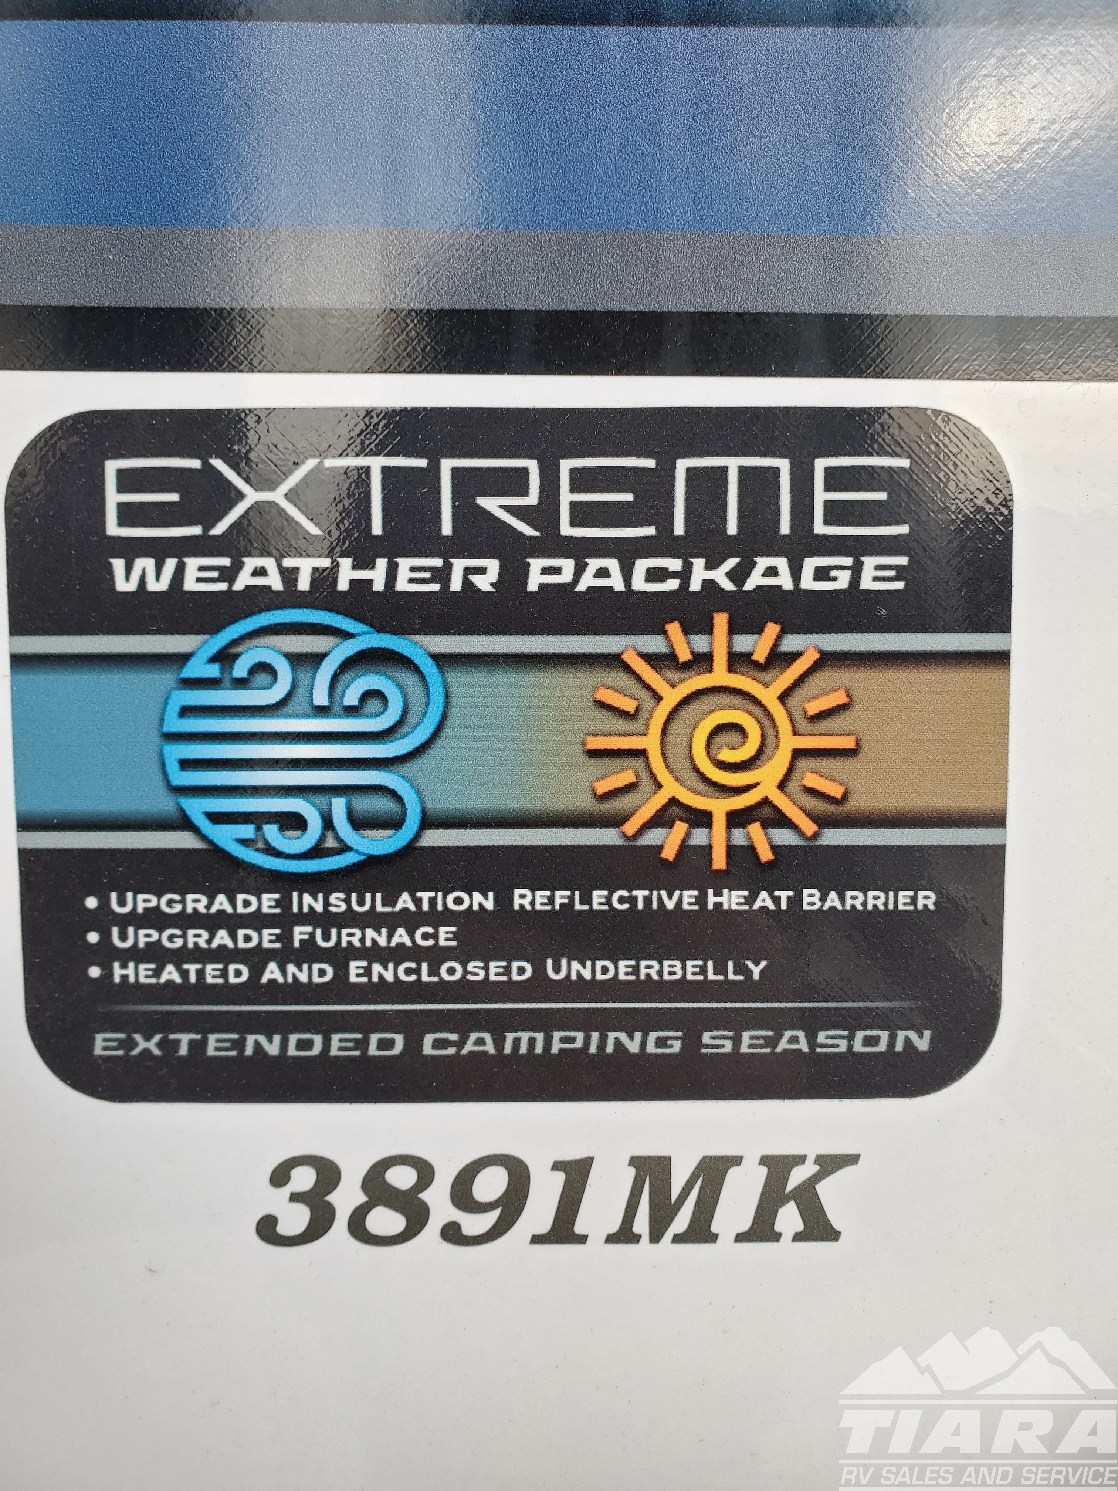 EXTREME
WEATHER PACKAGE
• UPGRADE INSULATION REFLECTIVE HEAT BARRIER
• UPGRADE FURNACE
• HEATED AND ENCLOSED UNDERBELLY
EXTENDED CAMPING SEASON
3891MK
TIARA
RV SALES AND SERVICE